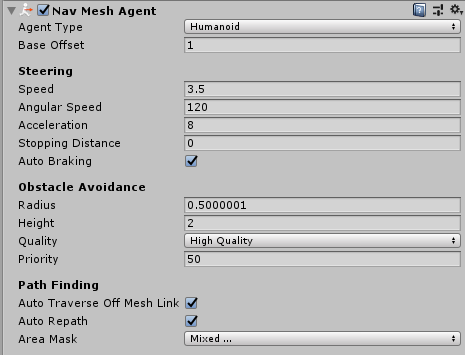 Nav Mesh Agent
Agent Type Humanoid
Base Offset 1
Steering
Speed 3.5
Angular Speed 120
Acceleration 8
Stopping Distance 0
Auto Braking
Obstacle Avoidance
Radius 0.5000001
Height 2
Quality High Quality
Priority 50
Path Finding
Auto Traverse Off Mesh Link
Auto Repath
Area Mask Mixed ...